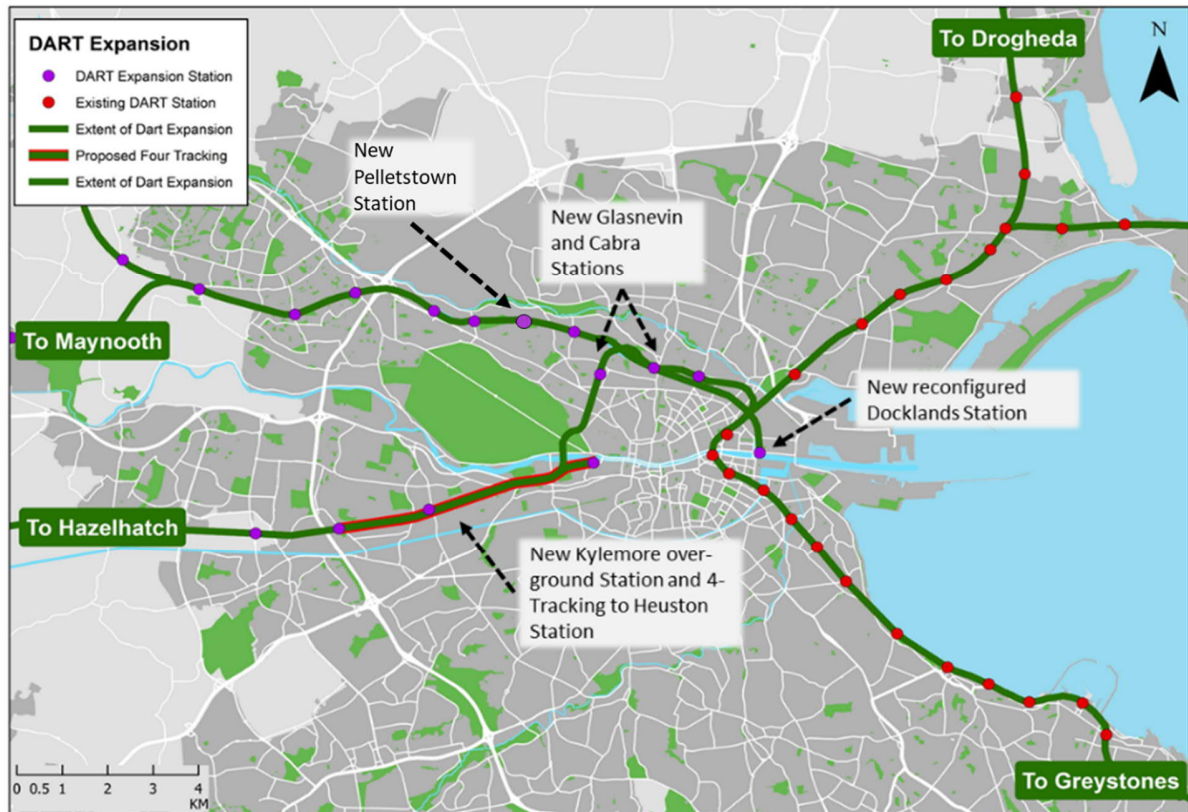 DART Expansion
DART Expansion Station
Existing DART Station
Extent of Dart Expansion
Proposed Four Tracking
Extent of Dart Expansion
To Drogheda
N
New
Pelletstown
Station
New Glasnevin
and Cabra
Stations
To Maynooth
New reconfigured
Docklands Station
To Hazelhatch
New Kylemore over-
ground Station and 4-
Tracking to Heuston
Station
To Greystones
0 0.5 1 2 3 4
KM